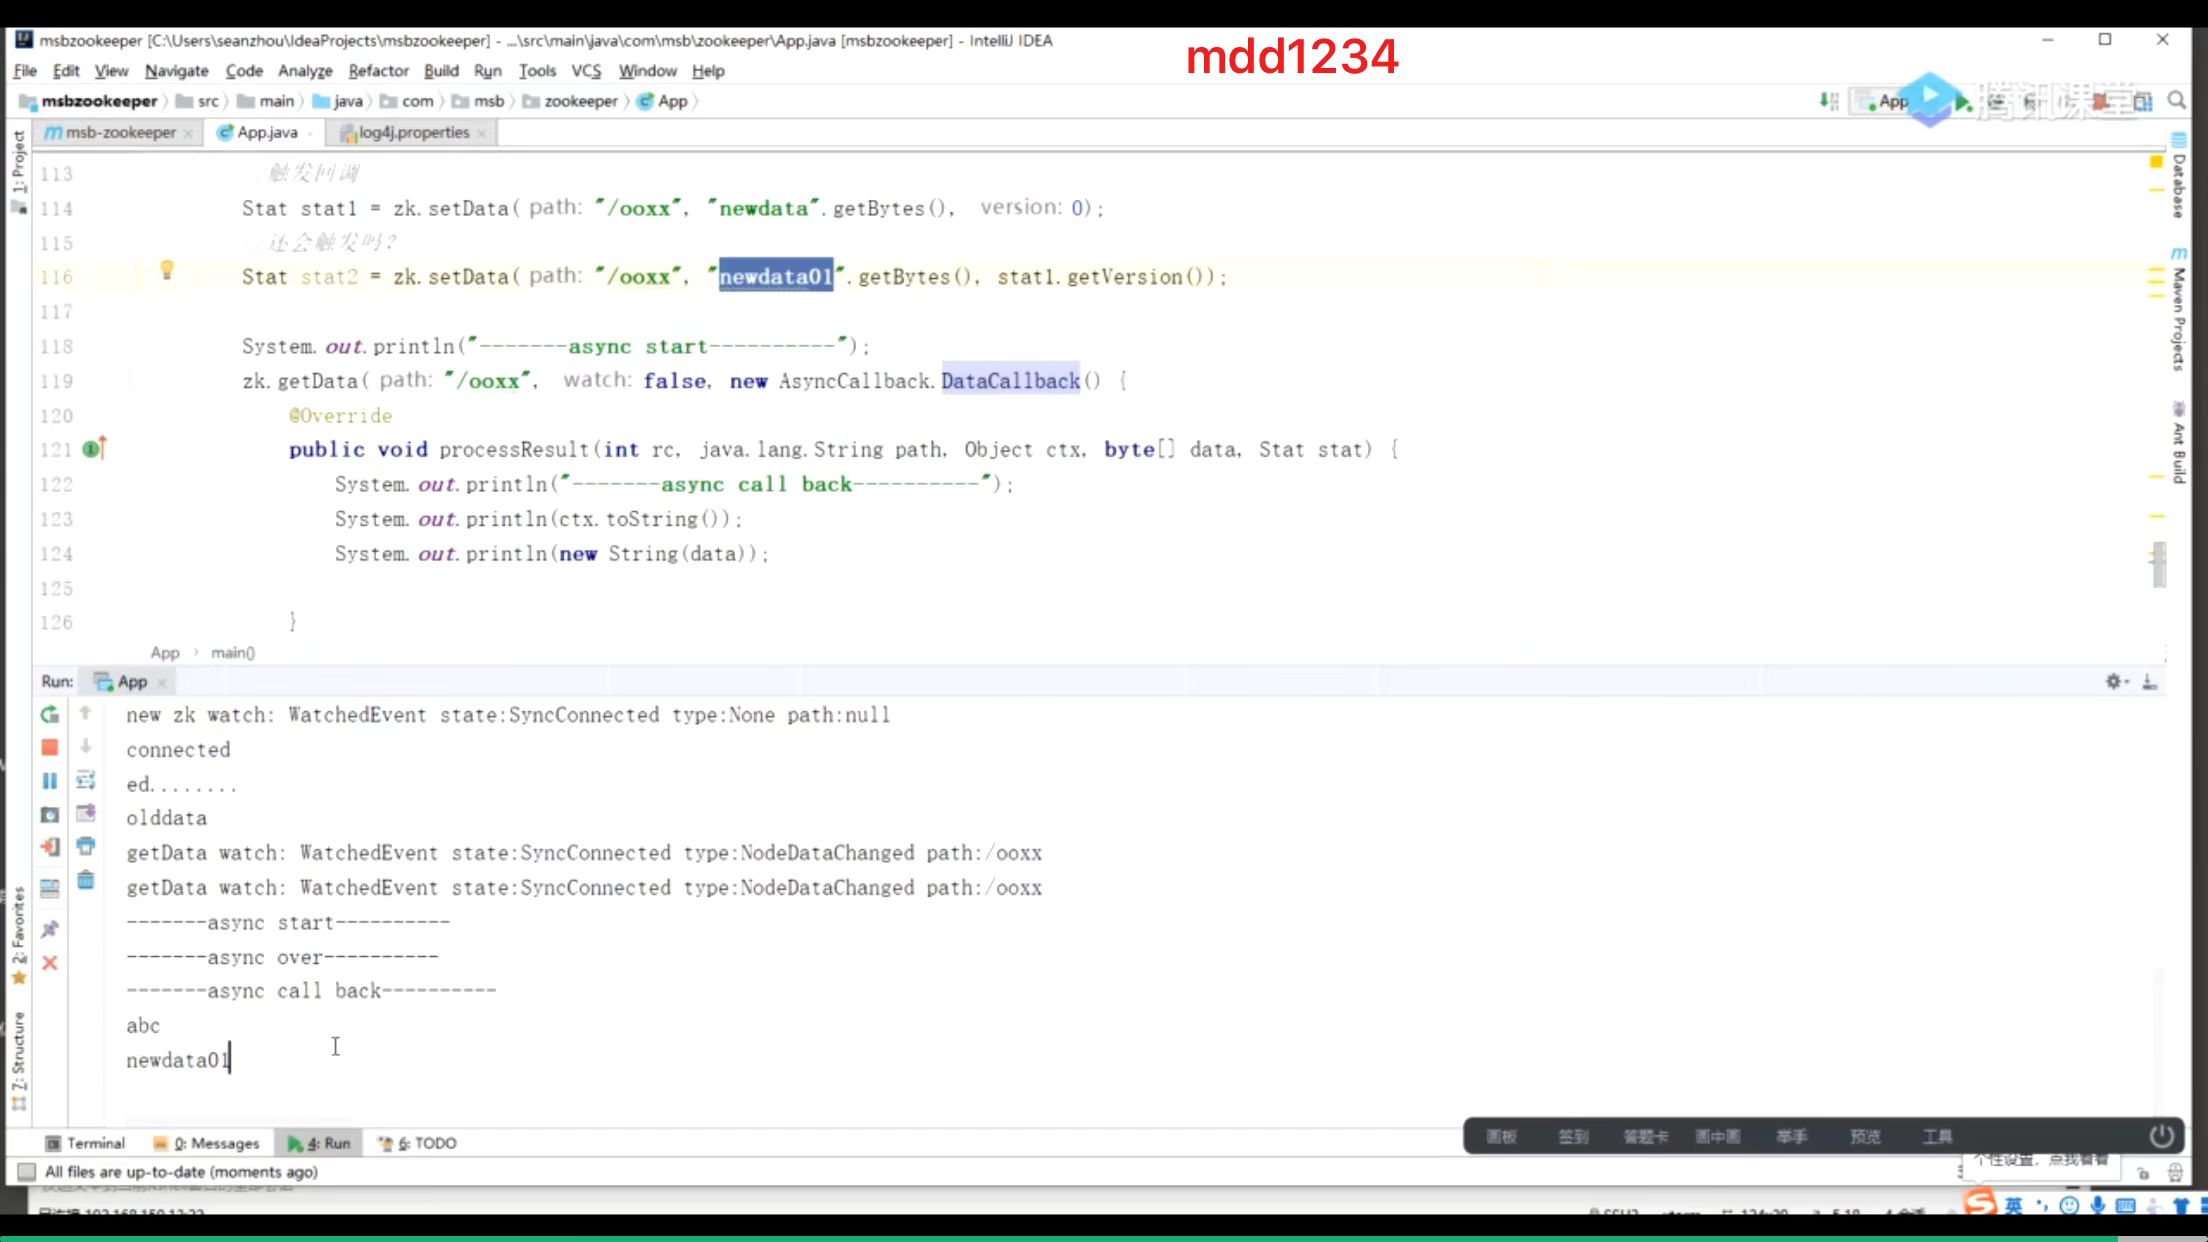 msbzookeeper [C:\Users\seanzhou\IdeaProjects\msbzookeeper] - ...\src\main\java\com\msb\zookeeper\App.java [msbzookeeper] - IntelliJ IDEA
mdd1234
File Edit View Navigate Code Analyze Refactor Build Run Tools VCS Window Help
msbzookeeper src main java com msb zookeeper App
App
腾讯课堂
msb-zookeeper App.java log4j.properties
1: Project
Database
Maven Projects
Ant Build
113 触发回调
114 Stat stat1 = zk.setData( path: "/ooxx", "newdata".getBytes(), version: 0);
115 还会触发吗?
116 Stat stat2 = zk.setData( path: "/ooxx", "newdata01".getBytes(), stat1.getVersion());
117
118 System.out.println("-------async start----------");
119 zk.getData( path: "/ooxx", watch: false, new AsyncCallback.DataCallback() {
120 @Override
121 public void processResult(int rc, java.lang.String path, Object ctx, byte[] data, Stat stat) {
122 System.out.println("-------async call back----------");
123 System.out.println(ctx.toString());
124 System.out.println(new String(data));
125
126 }
App main()
Run: App
new zk watch: WatchedEvent state:SyncConnected type:None path:null
connected
ed........
olddata
getData watch: WatchedEvent state:SyncConnected type:NodeDataChanged path:/ooxx
getData watch: WatchedEvent state:SyncConnected type:NodeDataChanged path:/ooxx
-------async start----------
-------async over----------
-------async call back----------
abc
newdata01
2: Favorites
7: Structure
Terminal 0: Messages 4: Run 6: TODO
画板 签到 答题卡 画中画 举手 预览 工具
All files are up-to-date (moments ago)
个性设置，点我看看
英